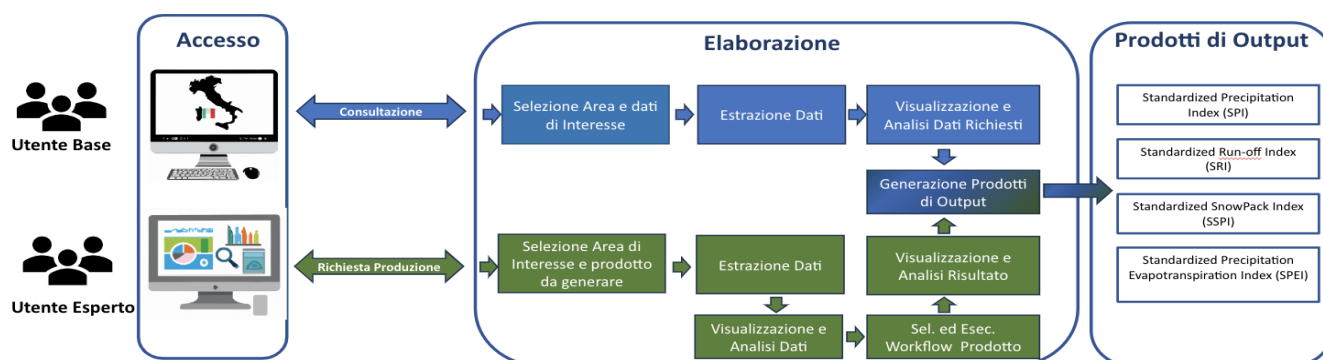 Accesso
Elaborazione
Prodotti di Output
Utente Base
Consultazione
Selezione Area e dati
di Interesse
Estrazione Dati
Visualizzazione e
Analisi Dati Richiesti
Generazione Prodotti
di Output
Utente Esperto
Richiesta Produzione
Selezione Area di
Interesse e prodotto
da generare
Estrazione Dati
Visualizzazione e
Analisi Dati
Sel. ed Esec.
Workflow Prodotto
Visualizzazione e
Analisi Risultato
Standardized Precipitation
Index (SPI)
Standardized Run-off Index
(SRI)
Standardized SnowPack Index
(SSPI)
Standardized Precipitation
Evapotranspiration Index (SPEI)